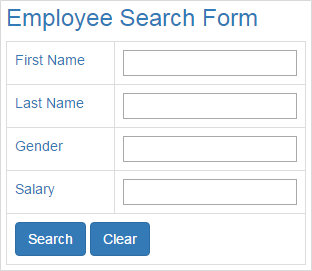 Employee Search Form
First Name
Last Name
Gender
Salary
Search Clear